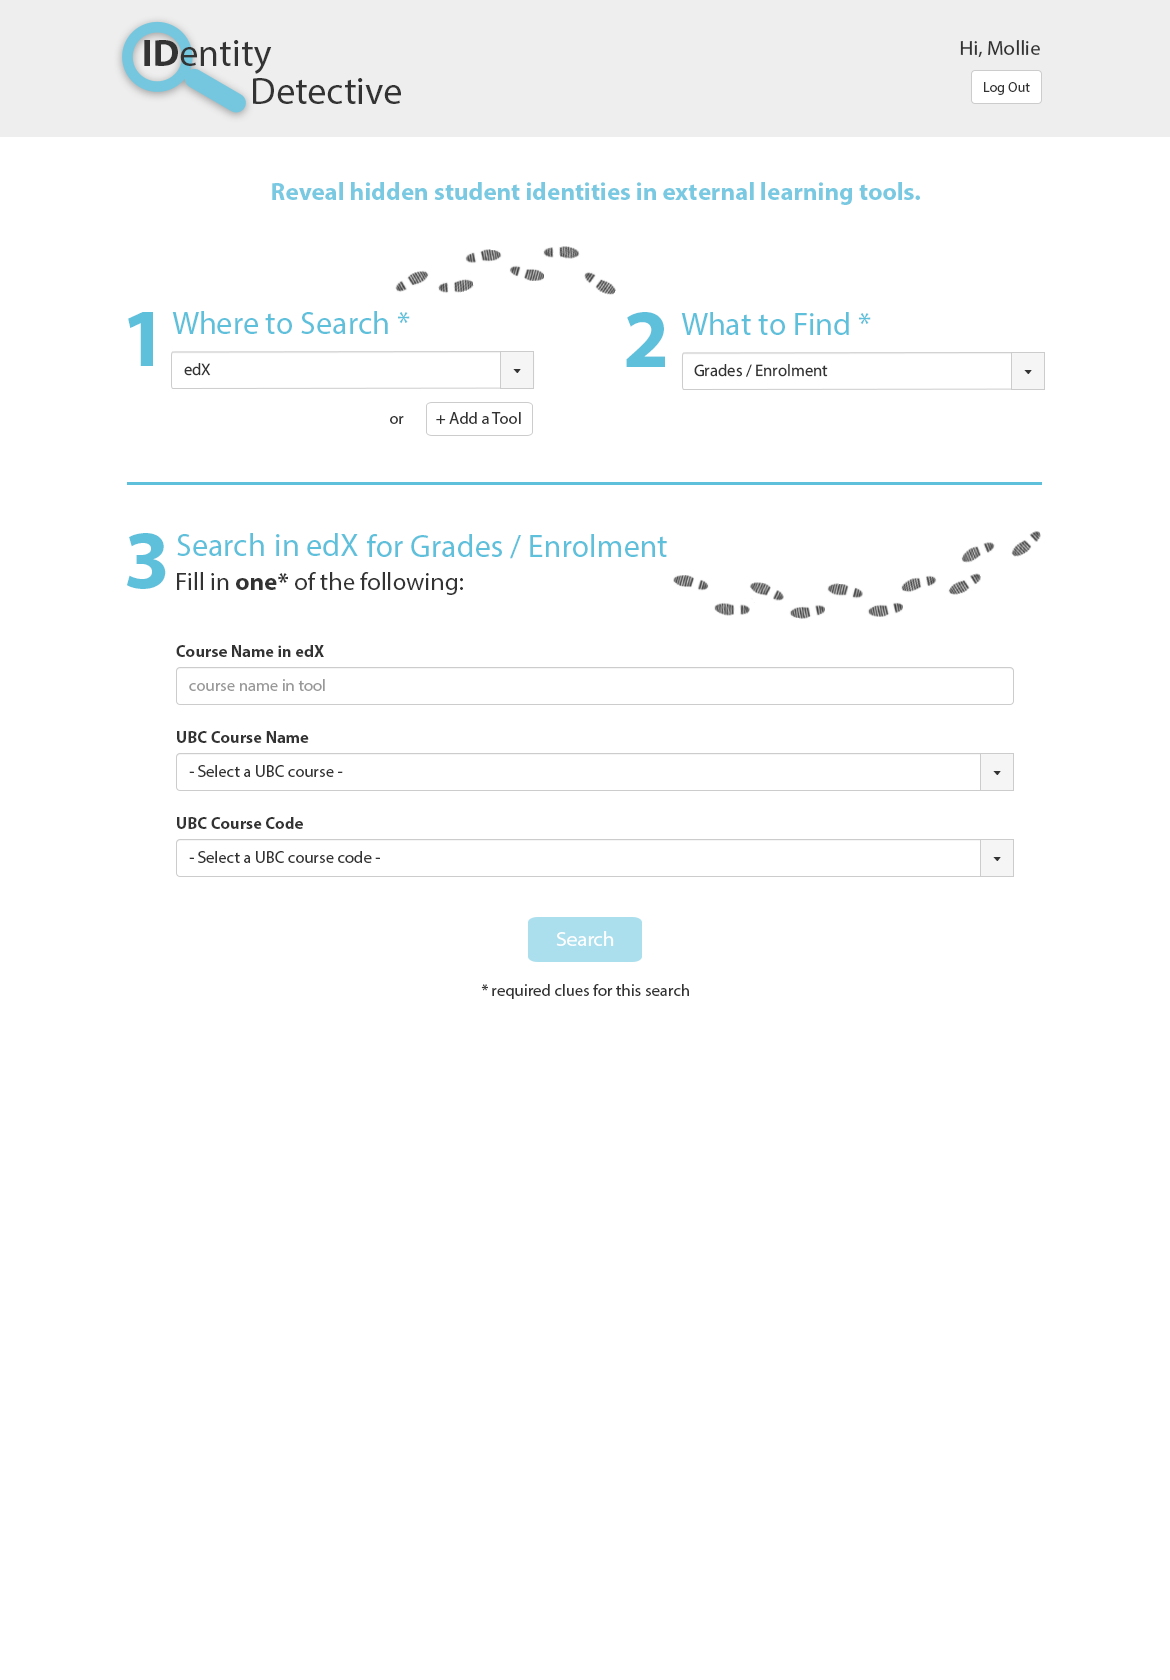 IDentity
Detective
Hi, Mollie
Log Out
Reveal hidden student identities in external learning tools.
1 Where to Search *
edX
or + Add a Tool
2 What to Find *
Grades / Enrolment
3 Search in edX for Grades / Enrolment
Fill in one* of the following:
Course Name in edX
course name in tool
UBC Course Name
- Select a UBC course -
UBC Course Code
- Select a UBC course code -
Search
* required clues for this search